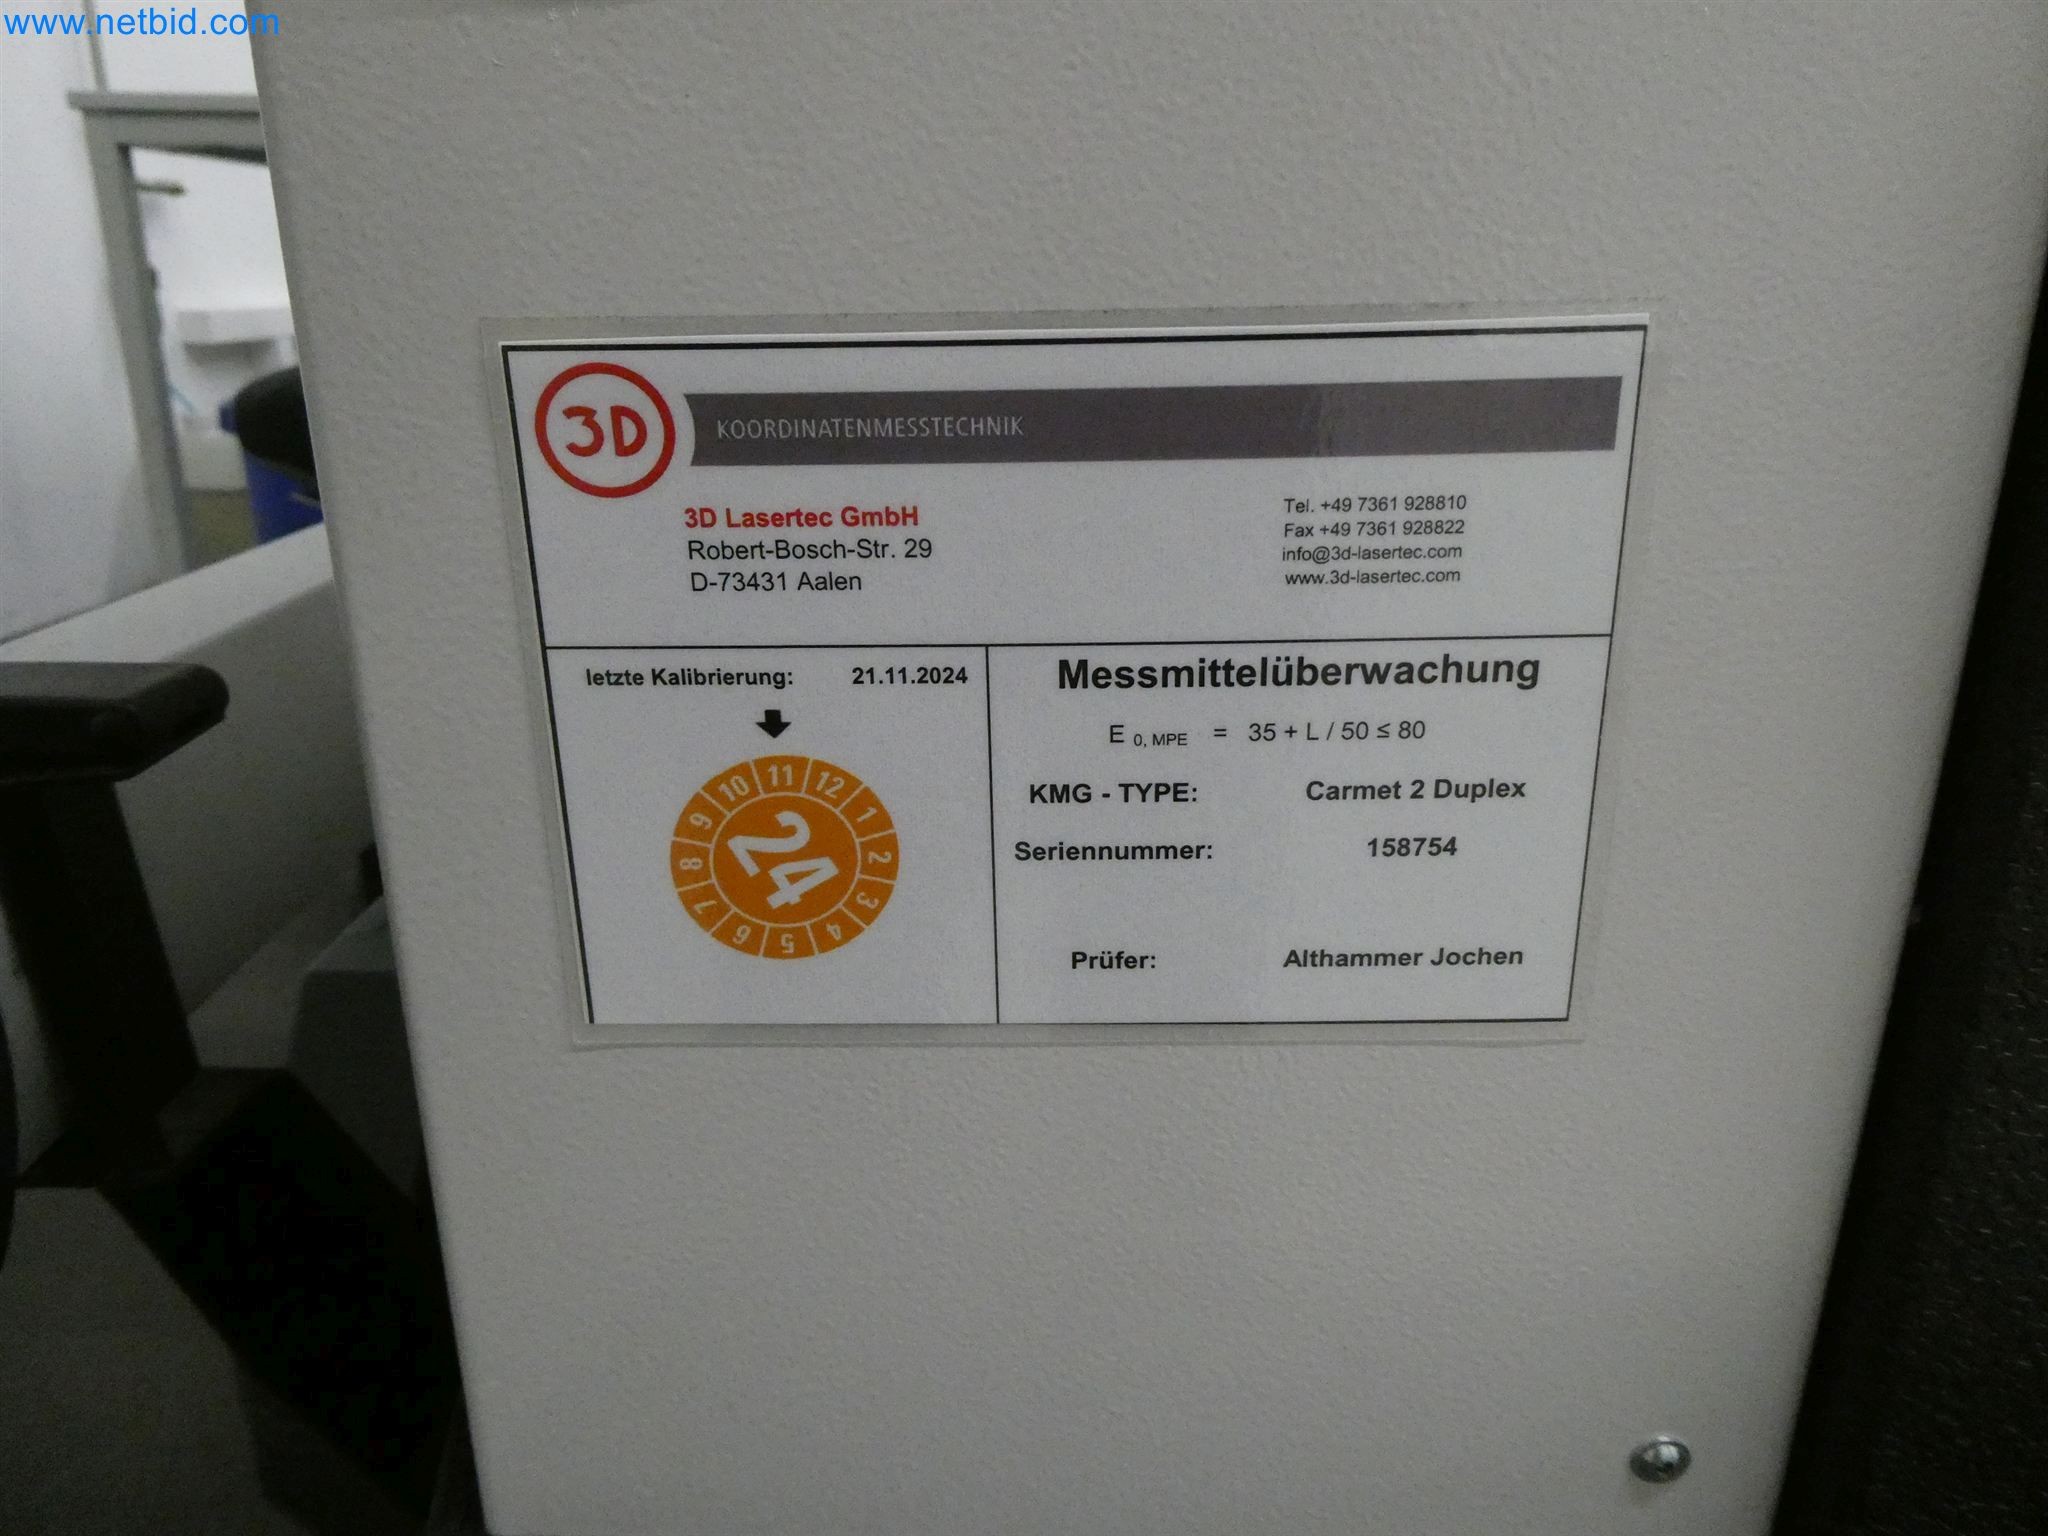 www.netbid.com
3D
KOORDINATENMESSTECHNIK
3D Lasertec GmbH
Robert-Bosch-Str. 29
D-73431 Aalen
Tel. +49 7361 928810
Fax +49 7361 928822
info@3d-lasertec.com
www.3d-lasertec.com
letzte Kalibrierung: 21.11.2024
10 11 12 1 2 3 4 5 6 7 8 9
24
Messmittelüberwachung
E 0, MPE = 35 + L / 50 ≤ 80
KMG - TYPE: Carmet 2 Duplex
Seriennummer: 158754
Prüfer: Althammer Jochen